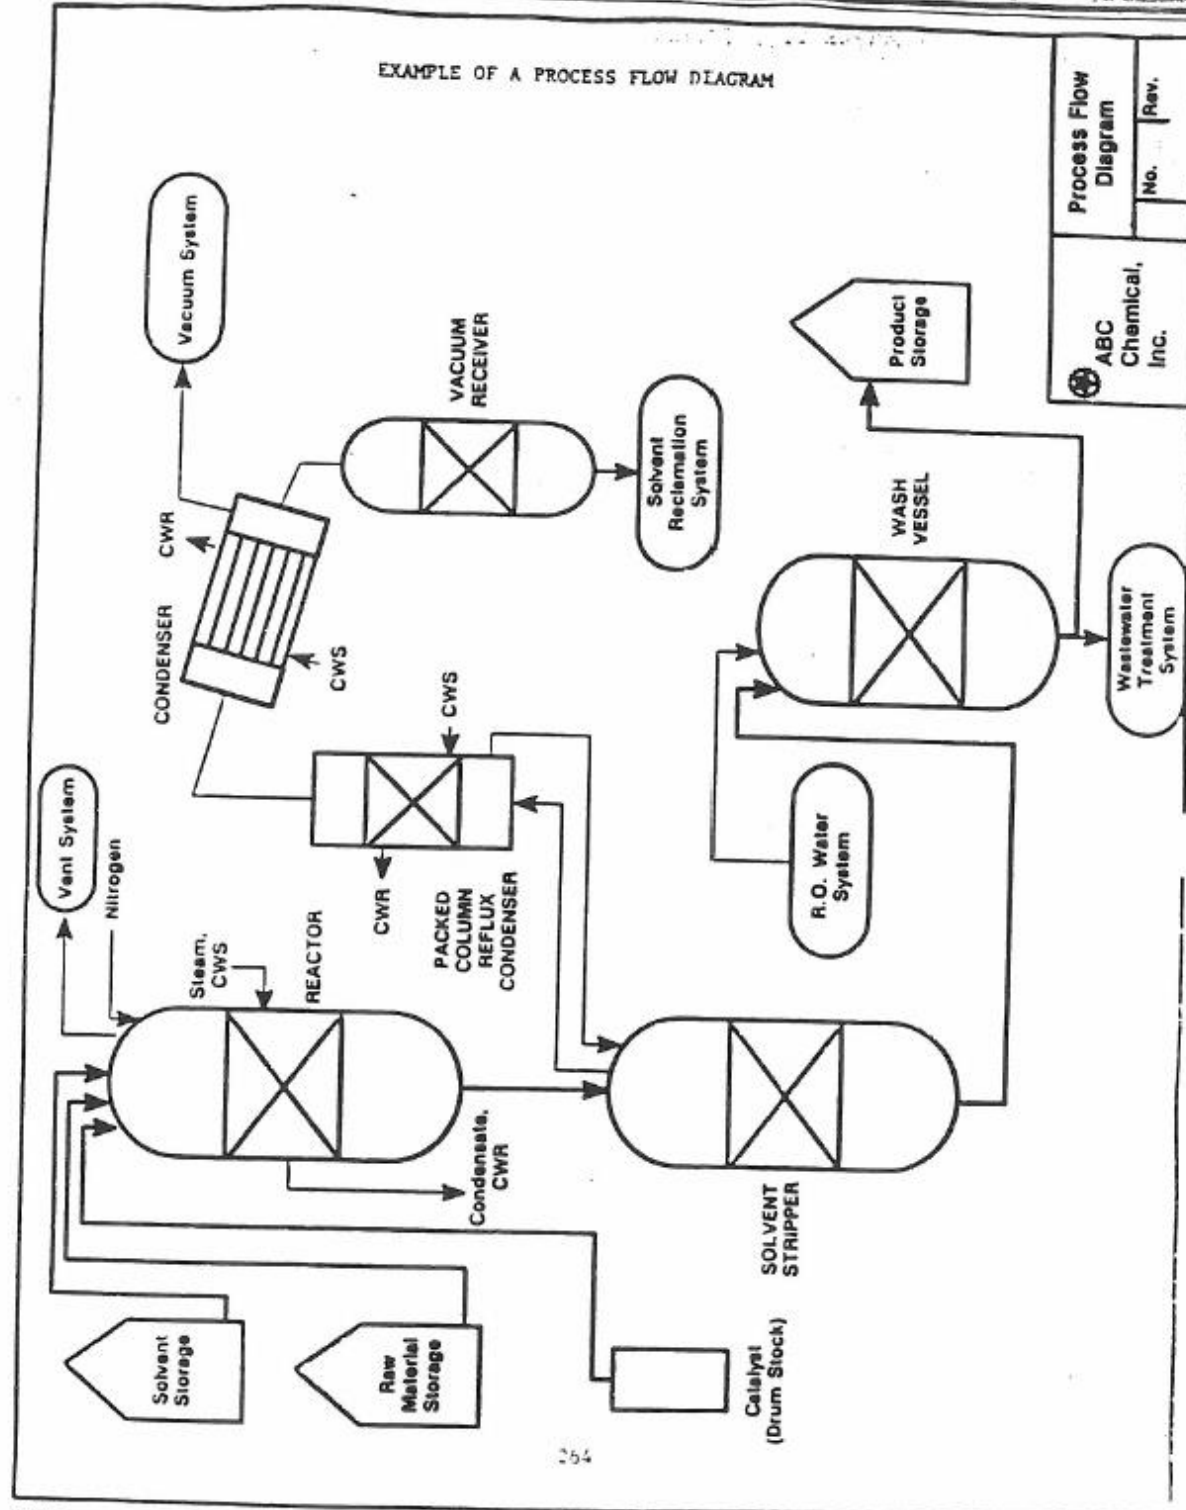 EXAMPLE OF A PROCESS FLOW DIAGRAM
Solvent
Storage
Raw
Material
Storage
Catalyst
(Drum Stock)
Vent System
Nitrogen
Steam,
CWS
REACTOR
Condensate,
CWR
SOLVENT
STRIPPER
PACKED
COLUMN
REFLUX
CONDENSER
CWR
CWS
CONDENSER
CWR
CWS
Vacuum System
VACUUM
RECEIVER
Solvent
Reclamation
System
R.O. Water
System
WASH
VESSEL
Wastewater
Treatment
System
Product
Storage
ABC
Chemical,
Inc.
Process Flow
Diagram
No.
Rev.
264